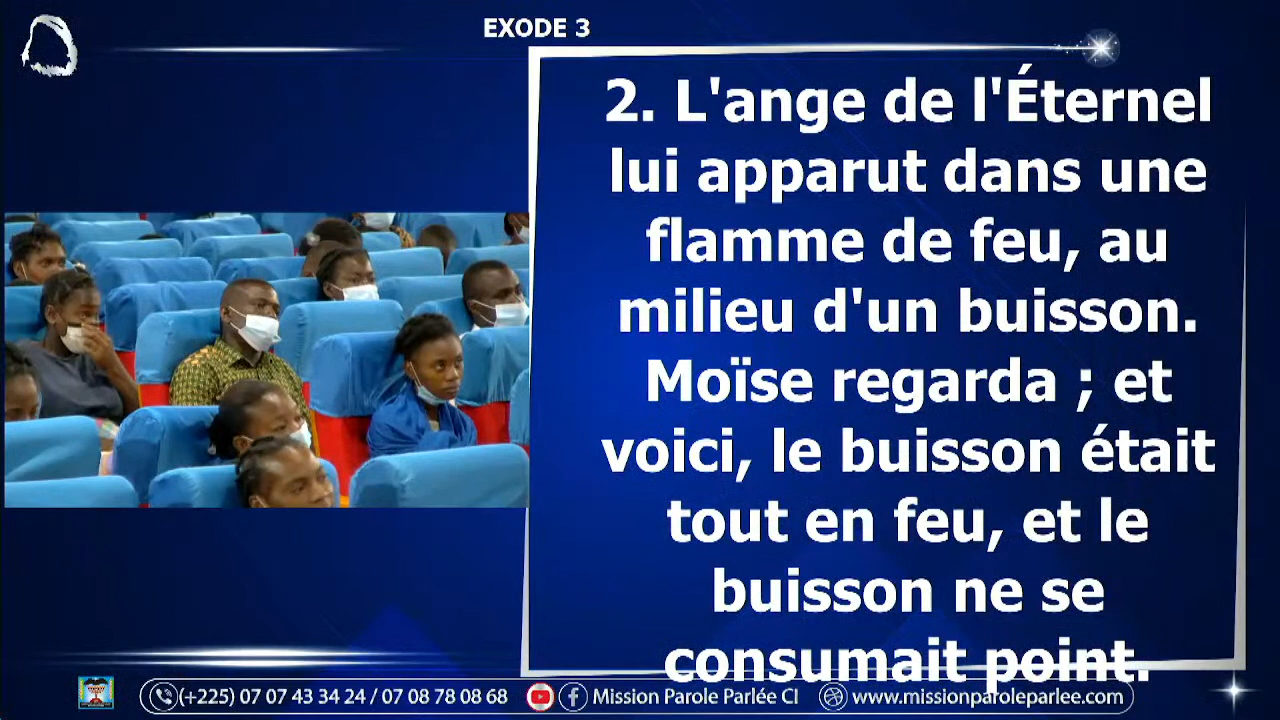 EXODE 3
2. L'ange de l'Éternel
lui apparut dans une
flamme de feu, au
milieu d'un buisson.
Moïse regarda ; et
voici, le buisson était
tout en feu, et le
buisson ne se
consumait point.
(+225) 07 07 43 34 24 / 07 08 78 08 68 Mission Parole Parlée CI www.missionparoleparlee.com